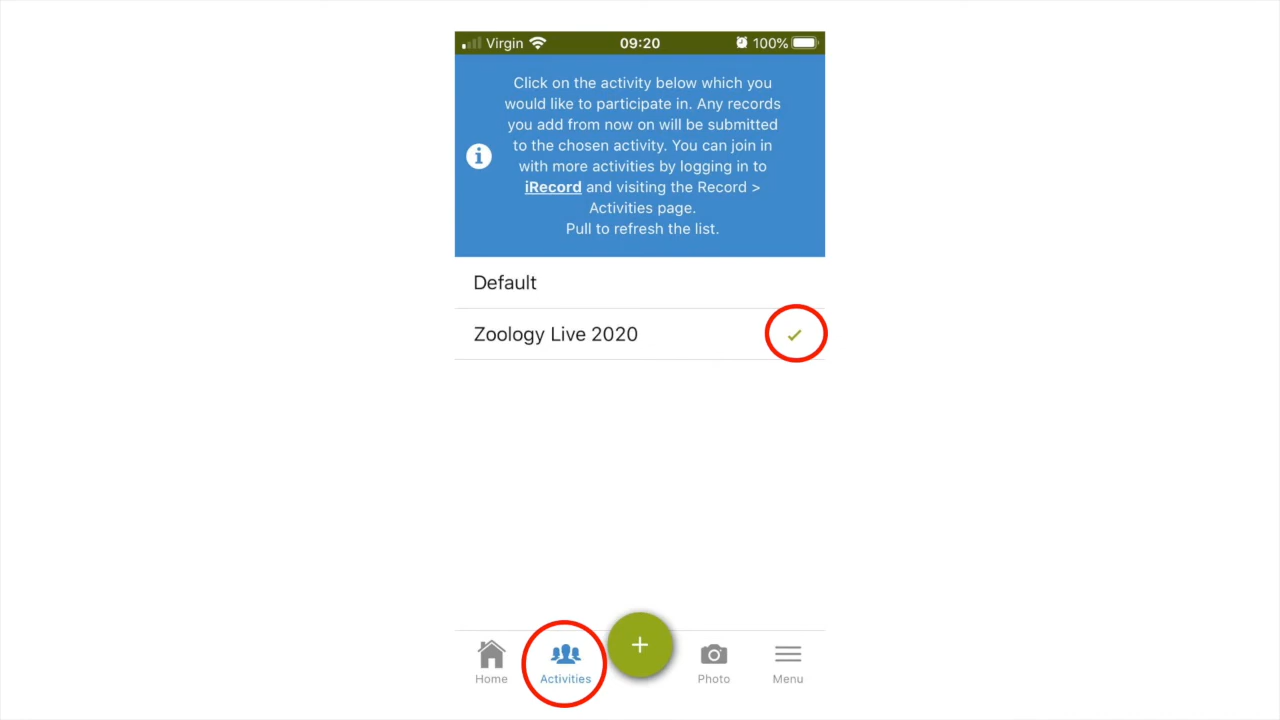 Virgin 09:20 100%
Click on the activity below which you
would like to participate in. Any records
you add from now on will be submitted
to the chosen activity. You can join in
with more activities by logging in to
iRecord and visiting the Record >
Activities page.
Pull to refresh the list.
Default
Zoology Live 2020
Home Activities Photo Menu